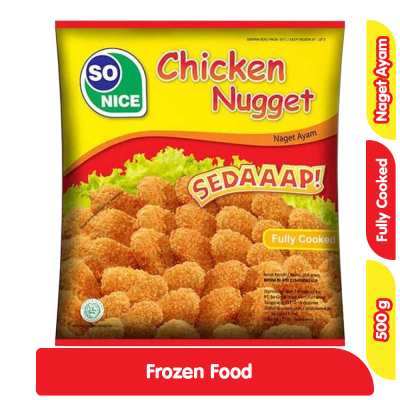 SO
NICE
Chicken
Nugget
Naget Ayam
SEDAAAP!
Fully Cooked
Naget Ayam
Fully Cooked
500 g
Frozen Food